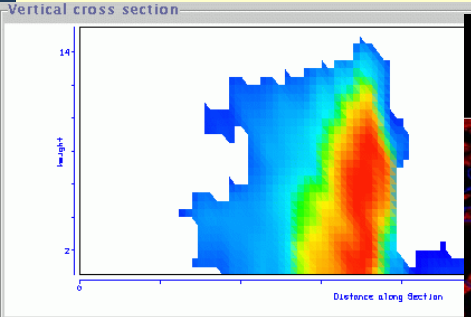 Vertical cross section
14
height
2
0
Distance along Section